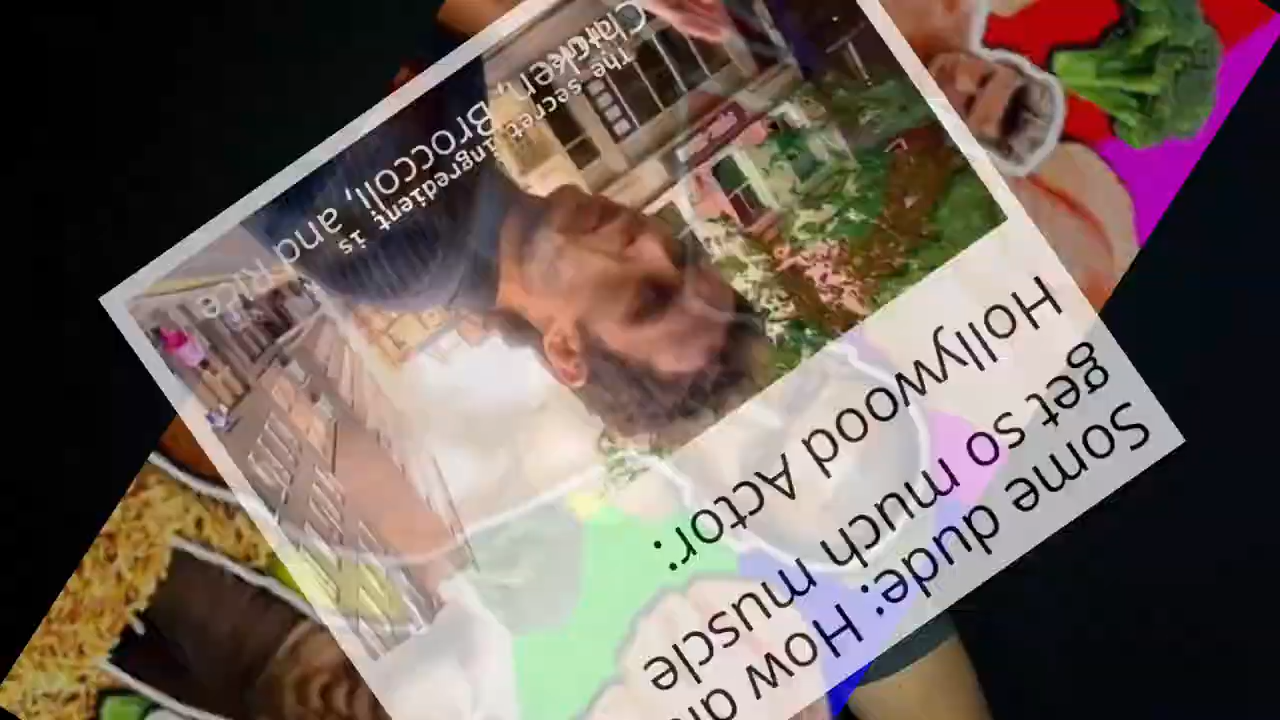 Some dude: How did
get so much muscle
Hollywood Actor:
The secret ingredient is
Chicken, Broccoli, and Rice